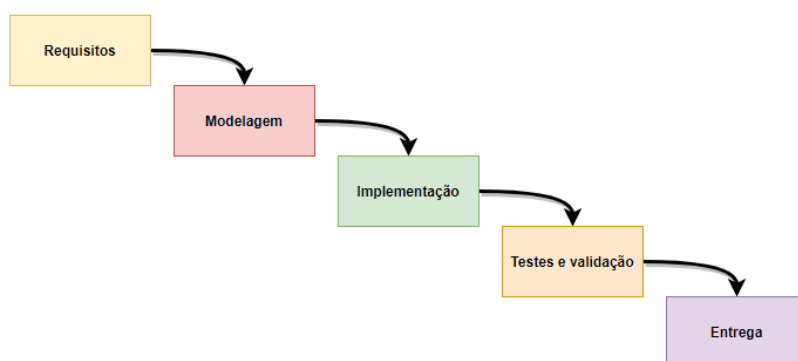 Requisitos
Modelagem
Implementação
Testes e validação
Entrega